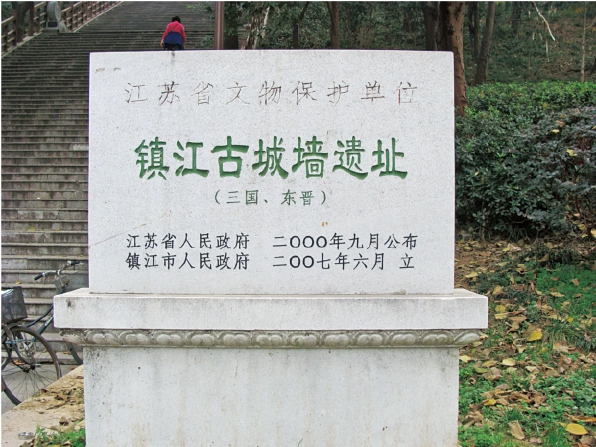 江苏省文物保护单位
镇江古城墙遗址
（三国、东晋）
江苏省人民政府 二〇〇〇年九月公布
镇江市人民政府 二〇〇七年六月 立